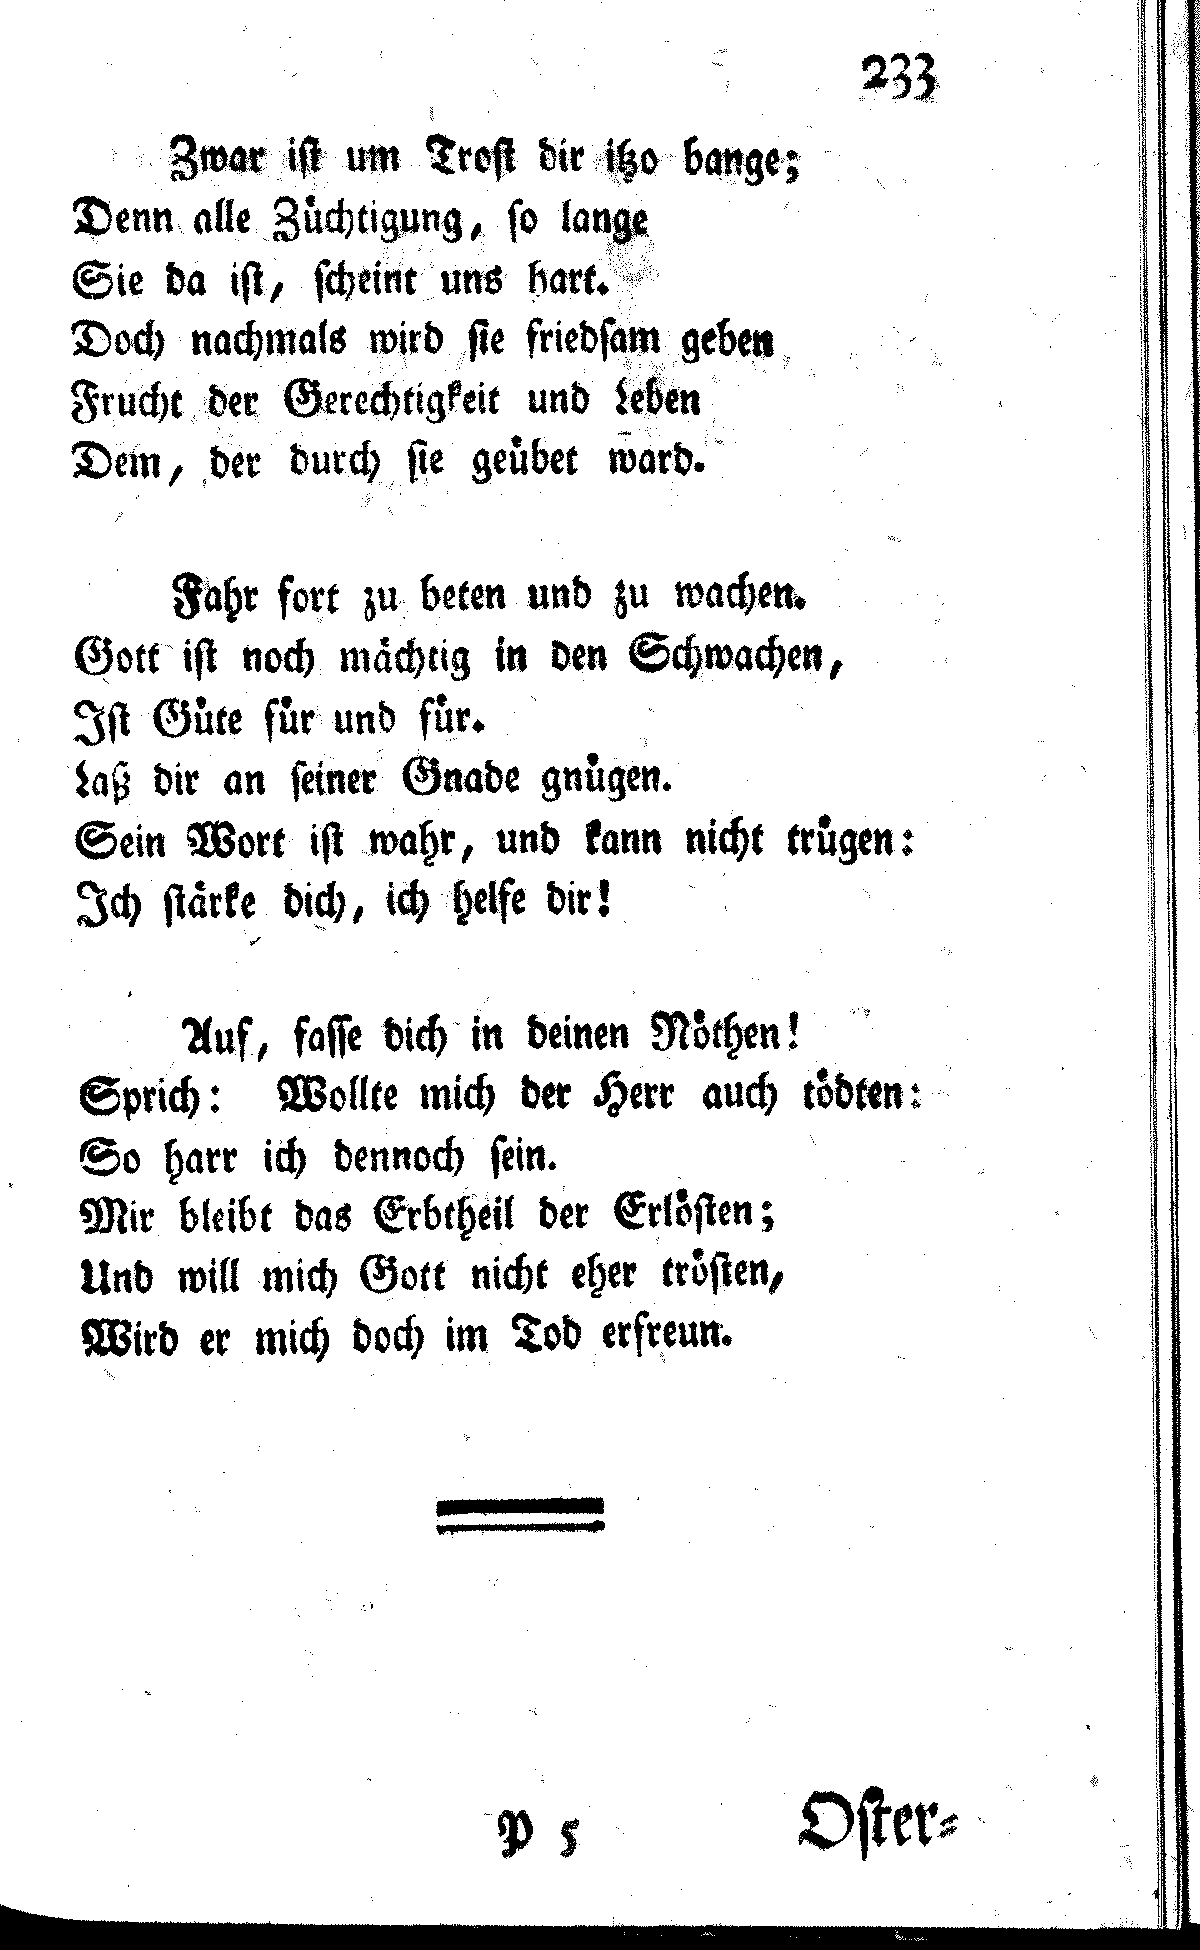 233
Zwar ist um Trost dir itzo bange;
Denn alle Züchtigung, so lange
Sie da ist, scheint uns hart.
Doch nachmals wird sie friedsam geben
Frucht der Gerechtigkeit und Leben
Dem, der durch sie geübet ward.
Fahr fort zu beten und zu wachen.
Gott ist noch mächtig in den Schwachen,
Ist Güte für und für.
Laß dir an seiner Gnade gnügen.
Sein Wort ist wahr, und kann nicht trügen:
Ich stärke dich, ich helfe dir!
Auf, fasse dich in deinen Nöthen!
Sprich: Wollte mich der Herr auch tödten:
So harr ich dennoch sein.
Mir bleibt das Erbtheil der Erlösten;
Und will mich Gott nicht eher trösten,
Wird er mich doch im Tod erfreun.
P 5
Oster-